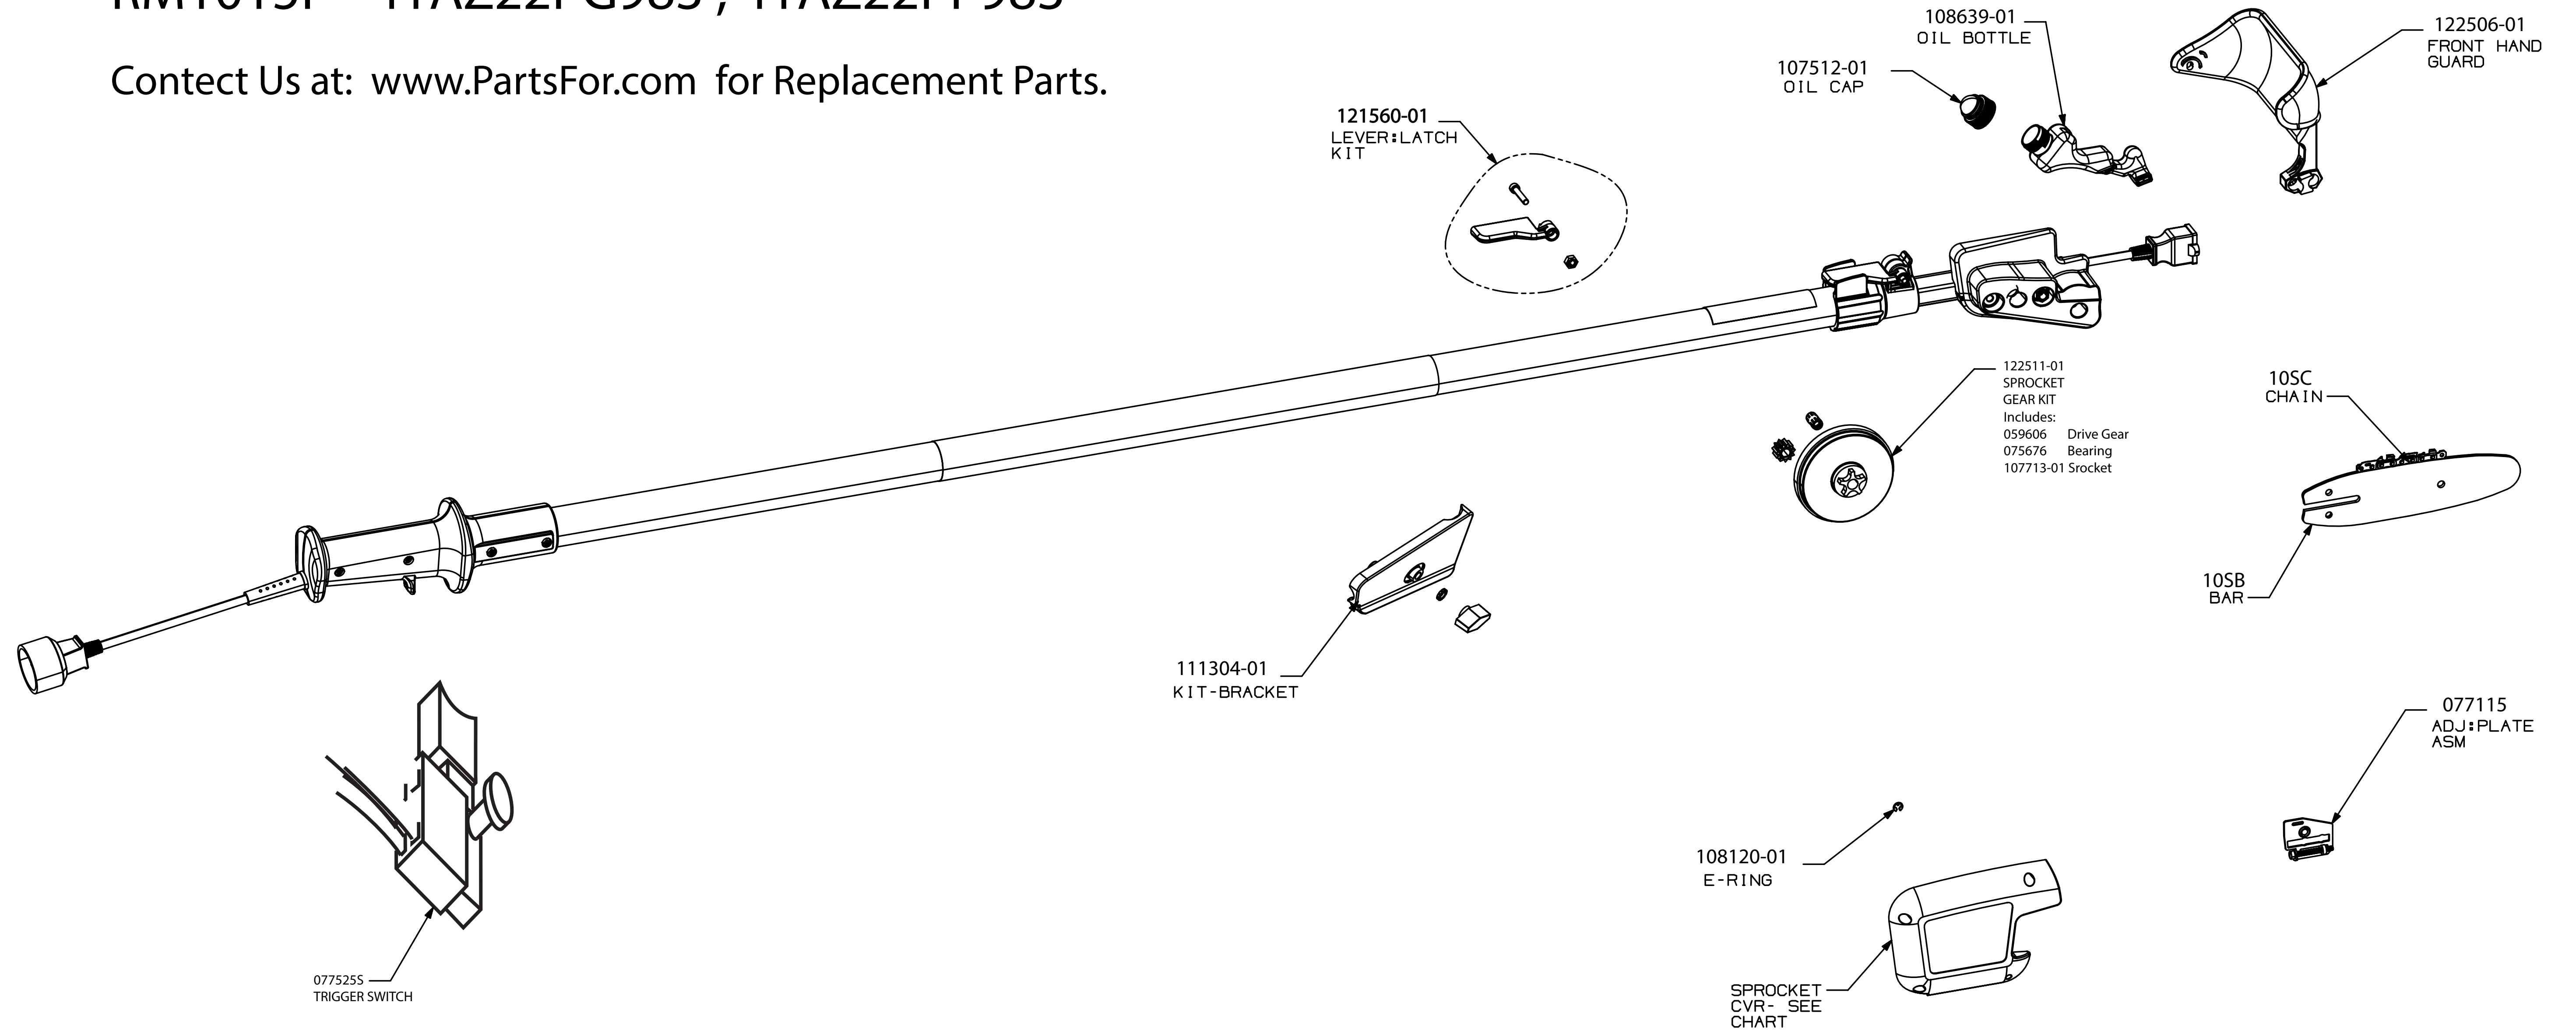 Contect Us at: www.PartsFor.com for Replacement Parts.
108639-01
OIL BOTTLE
122506-01
FRONT HAND
GUARD
107512-01
OIL CAP
121560-01
LEVER:LATCH
KIT
122511-01
SPROCKET
GEAR KIT
Includes:
059606 Drive Gear
075676 Bearing
107713-01 Srocket
10SC
CHAIN
10SB
BAR
111304-01
KIT-BRACKET
077115
ADJ:PLATE
ASM
108120-01
E-RING
077525S
TRIGGER SWITCH
SPROCKET
CVR- SEE
CHART